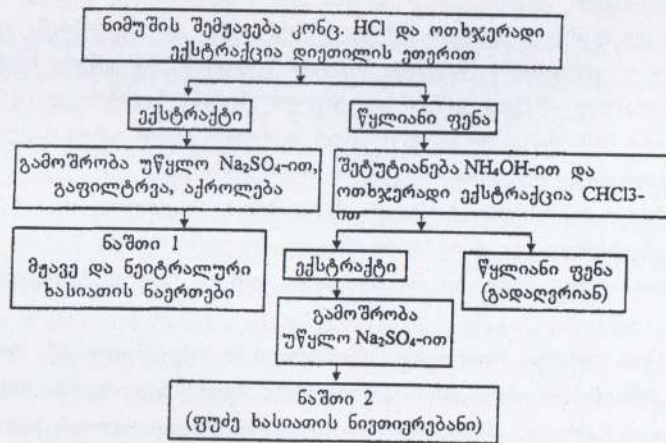 ნიმუშის შემჟავება კონც. HCl და ოთხჯერადი
ექსტრაქცია დიეთილის ეთერით
ექსტრაქტი
წყლიანი ფენა
გამოშრობა უწყლო Na₂SO₄-ით,
გაფილტრვა, აქროლება
შეტუტიანება NH₄OH-ით და
ოთხჯერადი ექსტრაქცია CHCl3-
ით
ნაშთი 1
მჟავე და ნეიტრალური
ხასიათის ნაერთები
ექსტრაქტი
წყლიანი ფენა
(გადაღვრიან)
გამოშრობა
უწყლო Na₂SO₄-ით
ნაშთი 2
(ფუძე ხასიათის ნივთიერებანი)